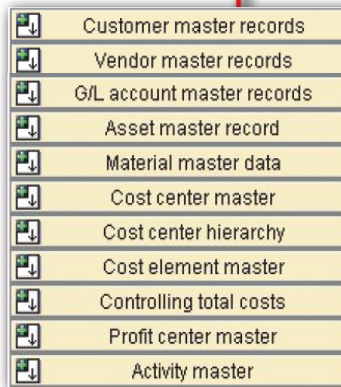 Customer master records
Vendor master records
G/L account master records
Asset master record
Material master data
Cost center master
Cost center hierarchy
Cost element master
Controlling total costs
Profit center master
Activity master